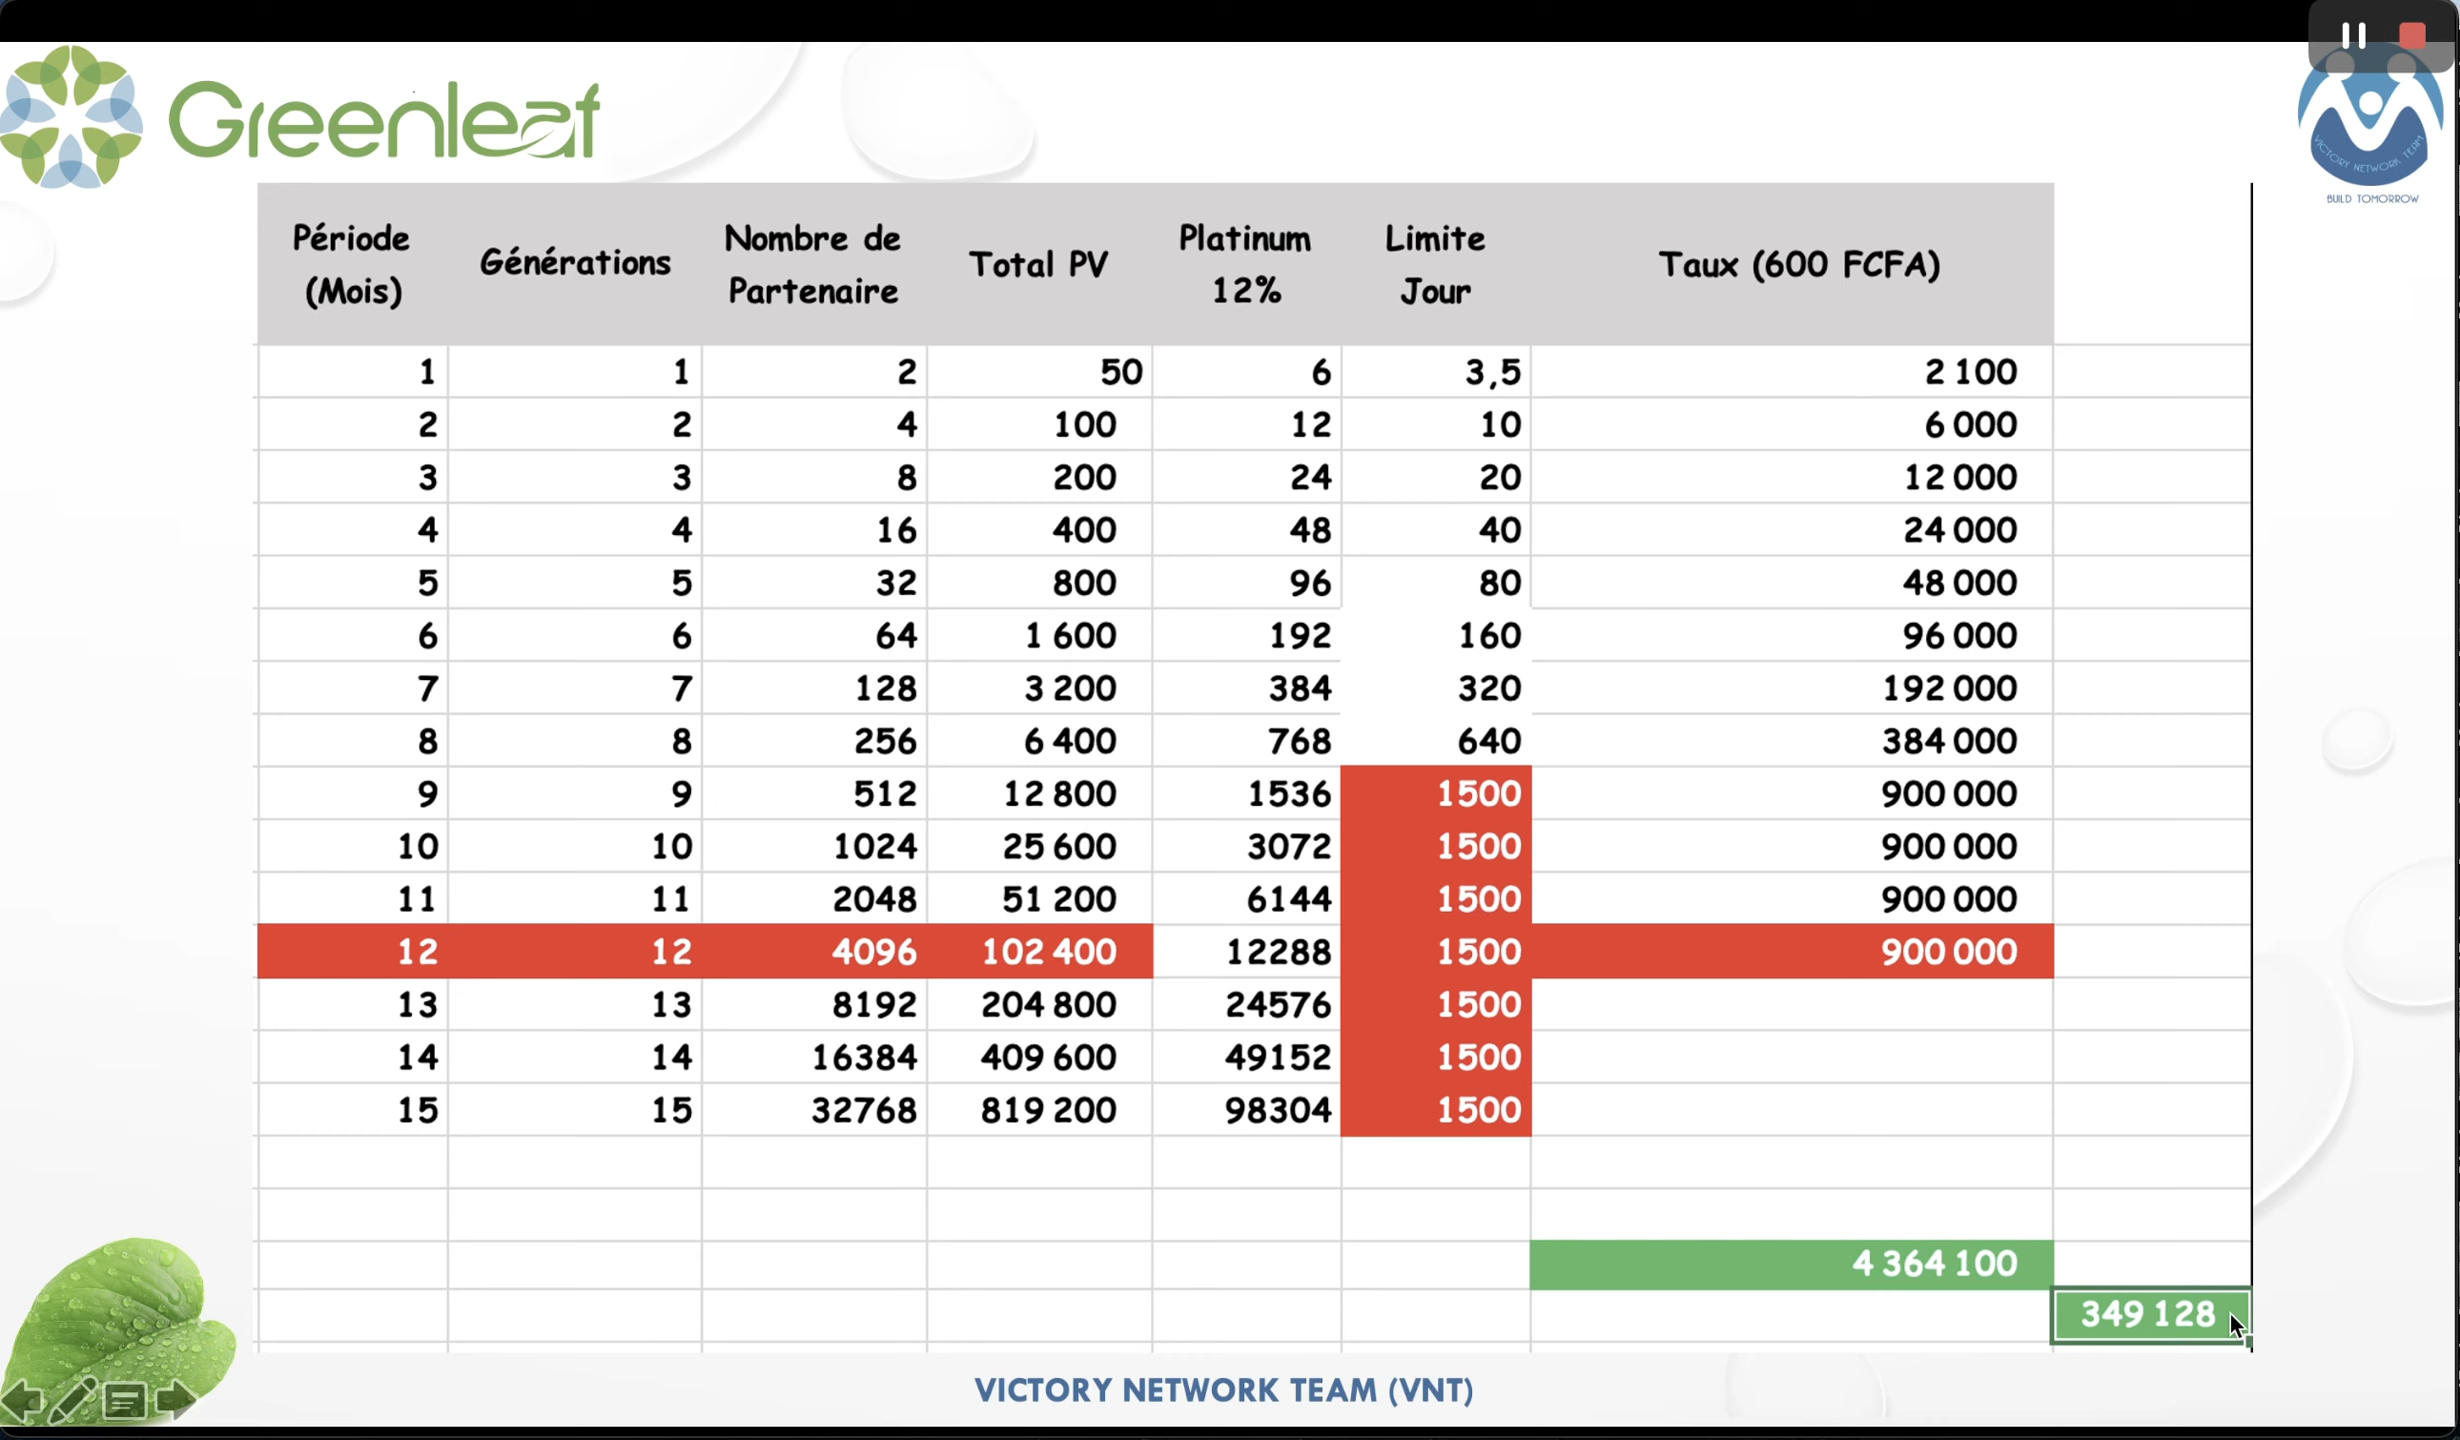 Greenleaf
VICTORY NETWORK TEAM
BUILD TOMORROW
Période (Mois) Générations Nombre de Partenaire Total PV Platinum 12% Limite Jour Taux (600 FCFA)
1 1 2 50 6 3,5 2 100
2 2 4 100 12 10 6 000
3 3 8 200 24 20 12 000
4 4 16 400 48 40 24 000
5 5 32 800 96 80 48 000
6 6 64 1 600 192 160 96 000
7 7 128 3 200 384 320 192 000
8 8 256 6 400 768 640 384 000
9 9 512 12 800 1536 1500 900 000
10 10 1024 25 600 3072 1500 900 000
11 11 2048 51 200 6144 1500 900 000
12 12 4096 102 400 12288 1500 900 000
13 13 8192 204 800 24576 1500
14 14 16384 409 600 49152 1500
15 15 32768 819 200 98304 1500
4 364 100
349 128
VICTORY NETWORK TEAM (VNT)